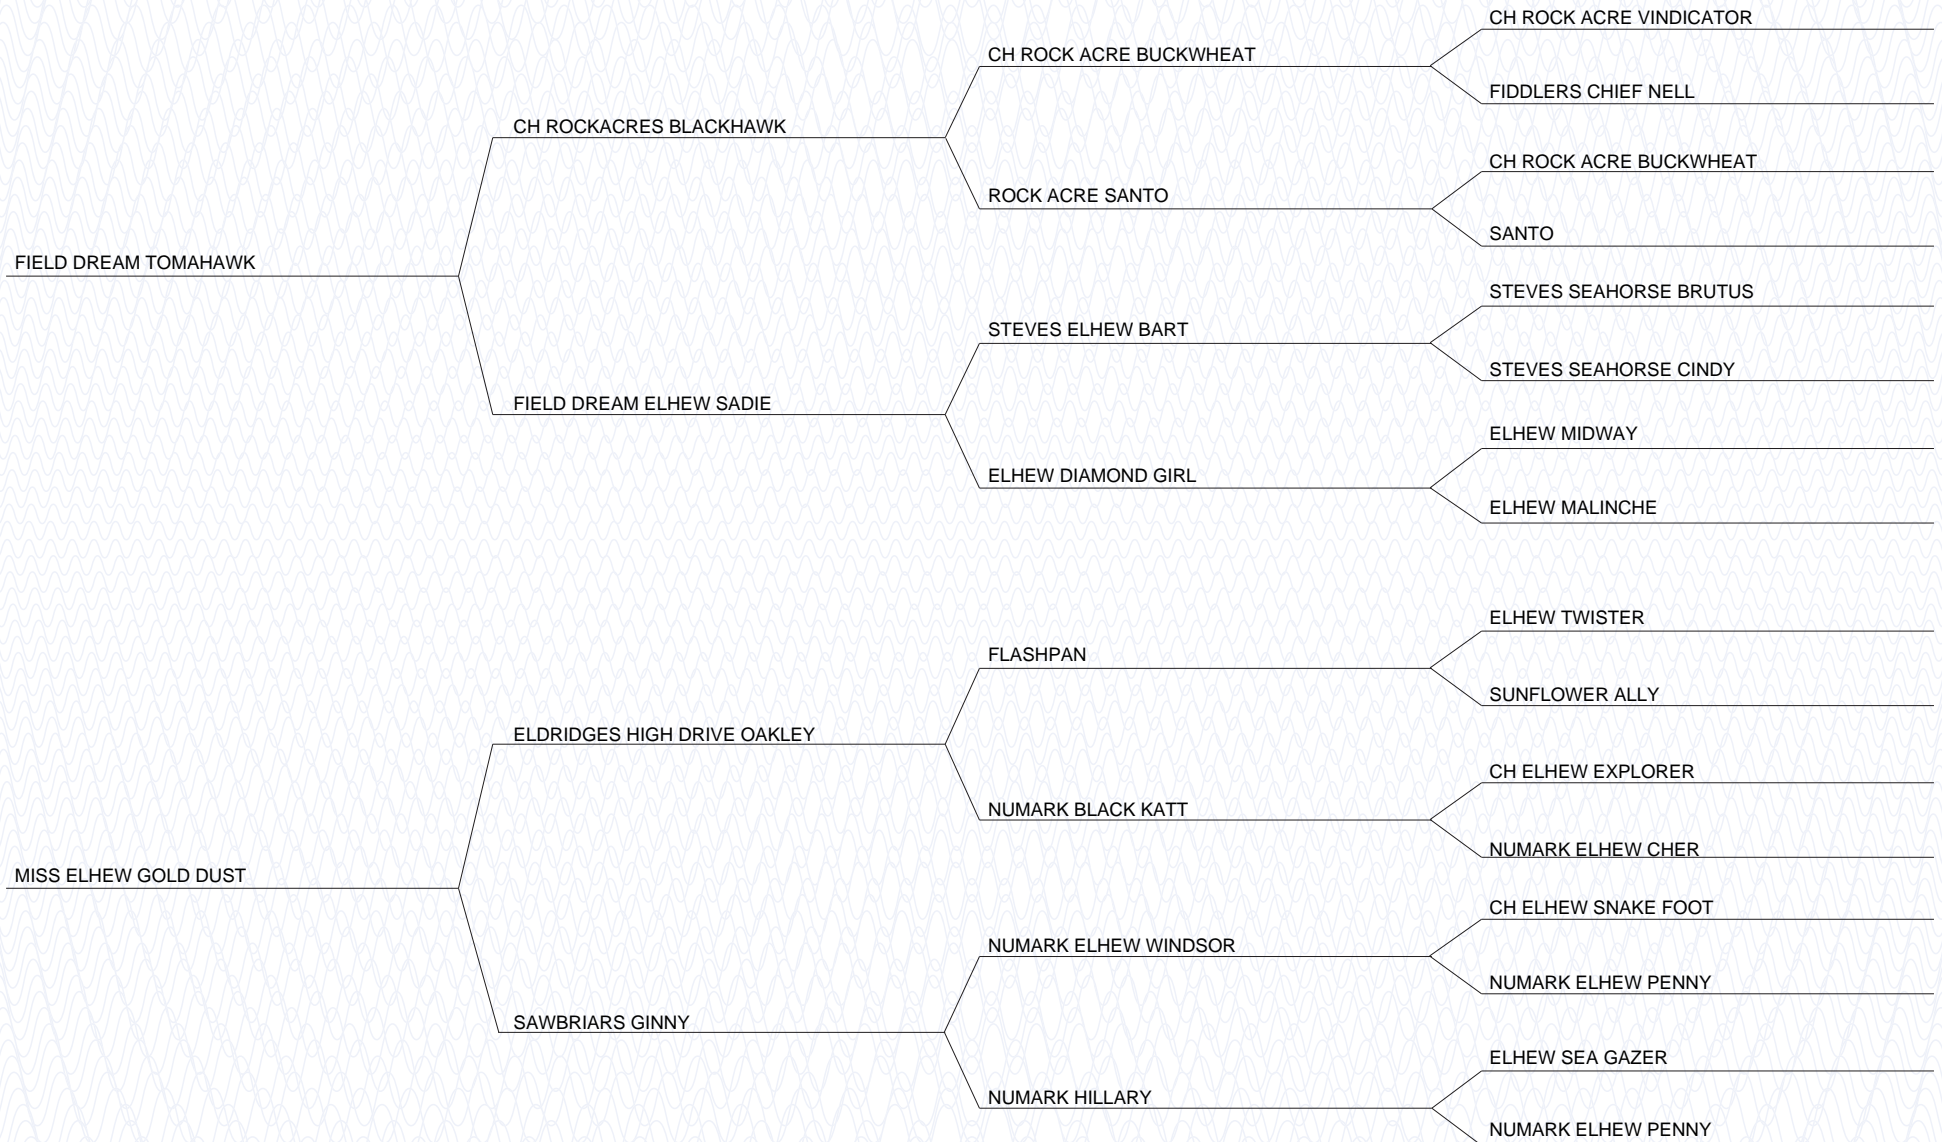 CH ROCK ACRE VINDICATOR
CH ROCK ACRE BUCKWHEAT
FIDDLERS CHIEF NELL
CH ROCKACRES BLACKHAWK
CH ROCK ACRE BUCKWHEAT
ROCK ACRE SANTO
SANTO
FIELD DREAM TOMAHAWK
STEVES SEAHORSE BRUTUS
STEVES ELHEW BART
STEVES SEAHORSE CINDY
FIELD DREAM ELHEW SADIE
ELHEW MIDWAY
ELHEW DIAMOND GIRL
ELHEW MALINCHE
ELHEW TWISTER
FLASHPAN
SUNFLOWER ALLY
ELDRIDGES HIGH DRIVE OAKLEY
CH ELHEW EXPLORER
NUMARK BLACK KATT
NUMARK ELHEW CHER
MISS ELHEW GOLD DUST
CH ELHEW SNAKE FOOT
NUMARK ELHEW WINDSOR
NUMARK ELHEW PENNY
SAWBRIARS GINNY
ELHEW SEA GAZER
NUMARK HILLARY
NUMARK ELHEW PENNY